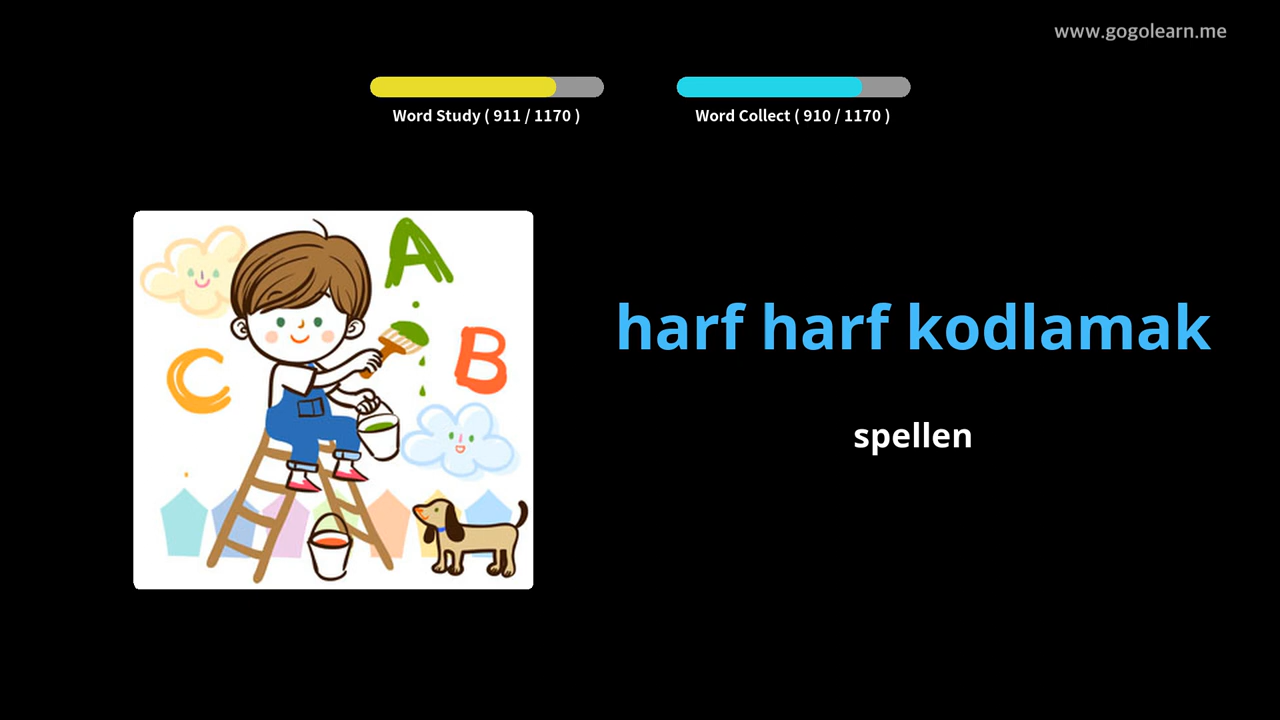 www.gogolearn.me
Word Study ( 911 / 1170 )
Word Collect ( 910 / 1170 )
A
B
C
harf harf kodlamak
spellen